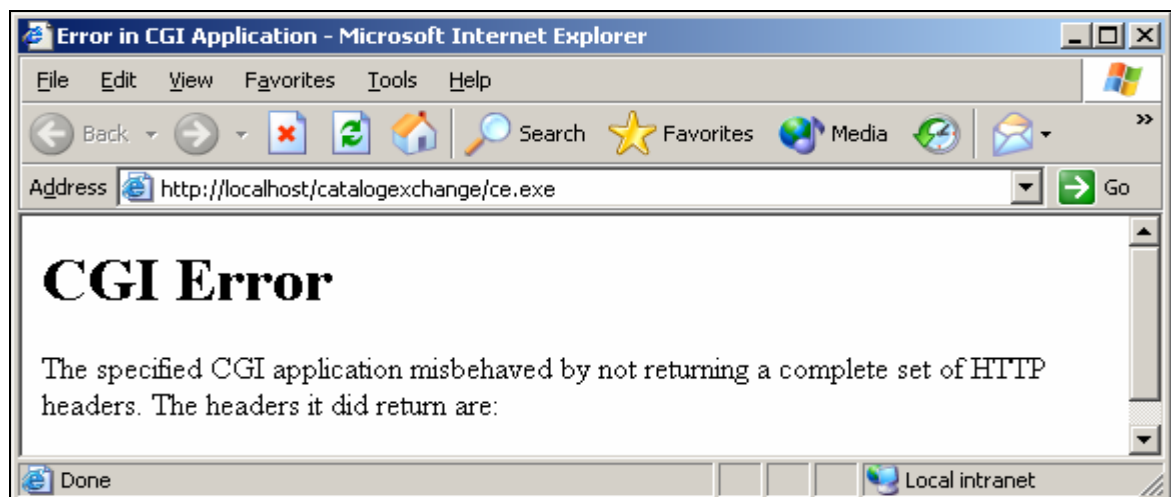 Error in CGI Application - Microsoft Internet Explorer
File Edit View Favorites Tools Help
Back Search Favorites Media »
Address http://localhost/catalogexchange/ce.exe Go
CGI Error
The specified CGI application misbehaved by not returning a complete set of HTTP
headers. The headers it did return are:
Done Local intranet